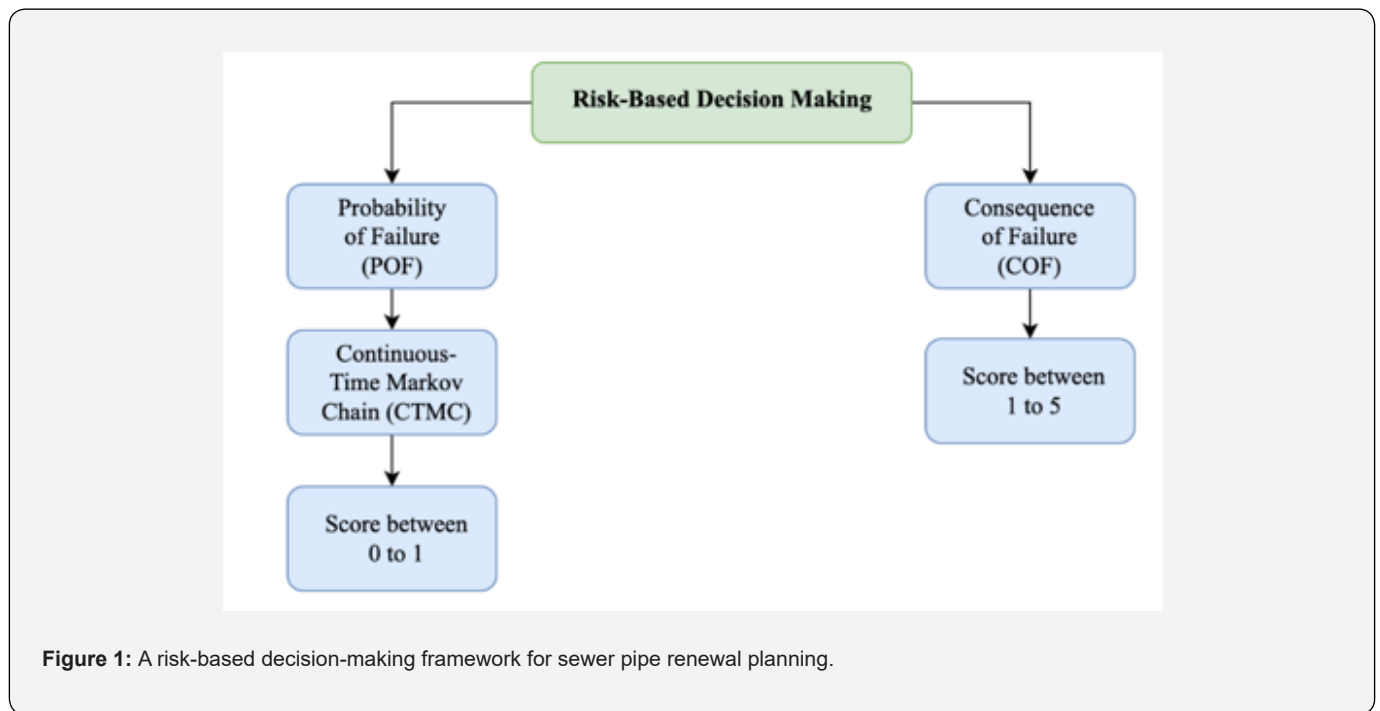 Risk-Based Decision Making
Probability
of Failure
(POF)
Consequence
of Failure
(COF)
Continuous-
Time Markov
Chain (CTMC)
Score between
1 to 5
Score between
0 to 1
Figure 1: A risk-based decision-making framework for sewer pipe renewal planning.